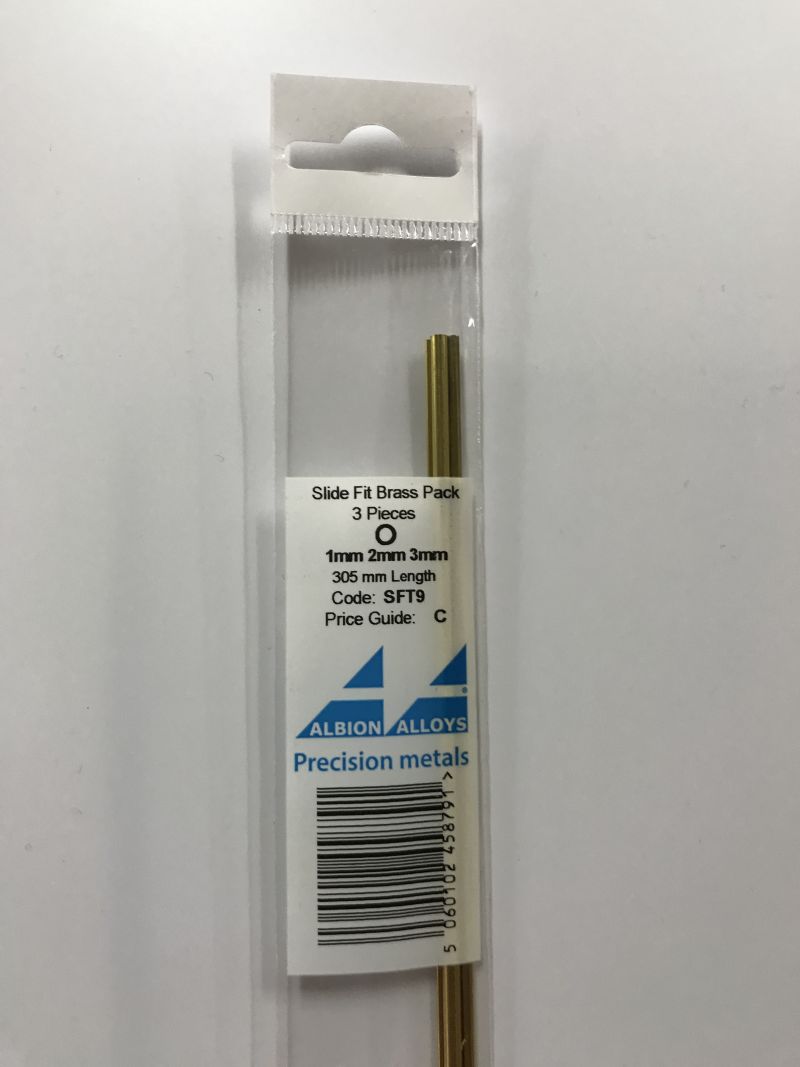 Slide Fit Brass Pack
3 Pieces
1mm 2mm 3mm
305 mm Length
Code: SFT9
Price Guide: C
ALBION ALLOYS
Precision metals
5 060102 458791 >